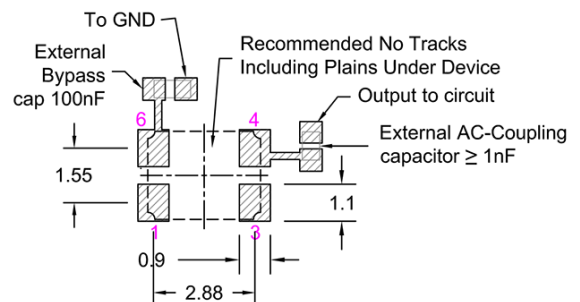 To GND
External
Bypass
cap 100nF
Recommended No Tracks
Including Plains Under Device
Output to circuit
External AC-Coupling
capacitor ≥ 1nF
6
4
1.55
1.1
1
3
0.9
2.88